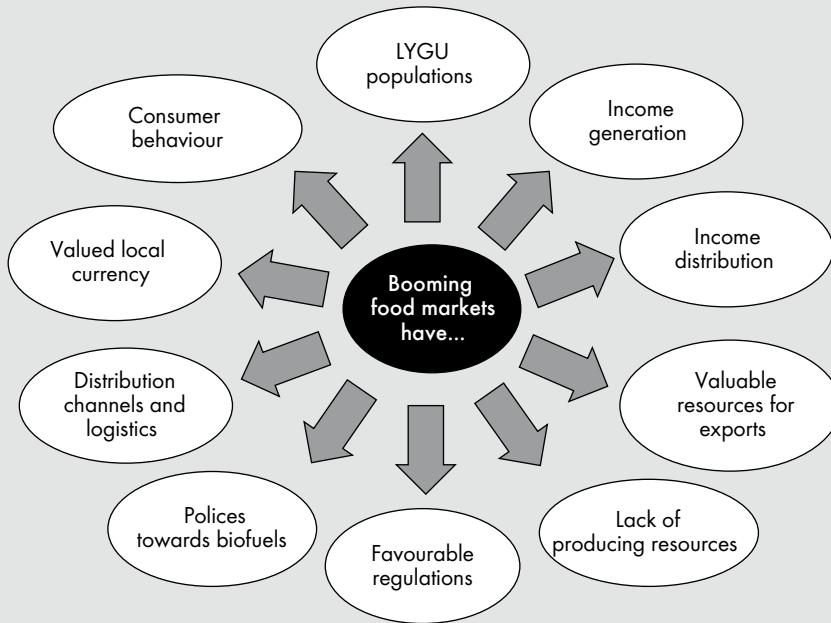 LYGU
populations
Income
generation
Income
distribution
Valuable
resources for
exports
Lack of
producing resources
Favourable
regulations
Polices
towards biofuels
Distribution
channels and
logistics
Valued local
currency
Consumer
behaviour
Booming
food markets
have...